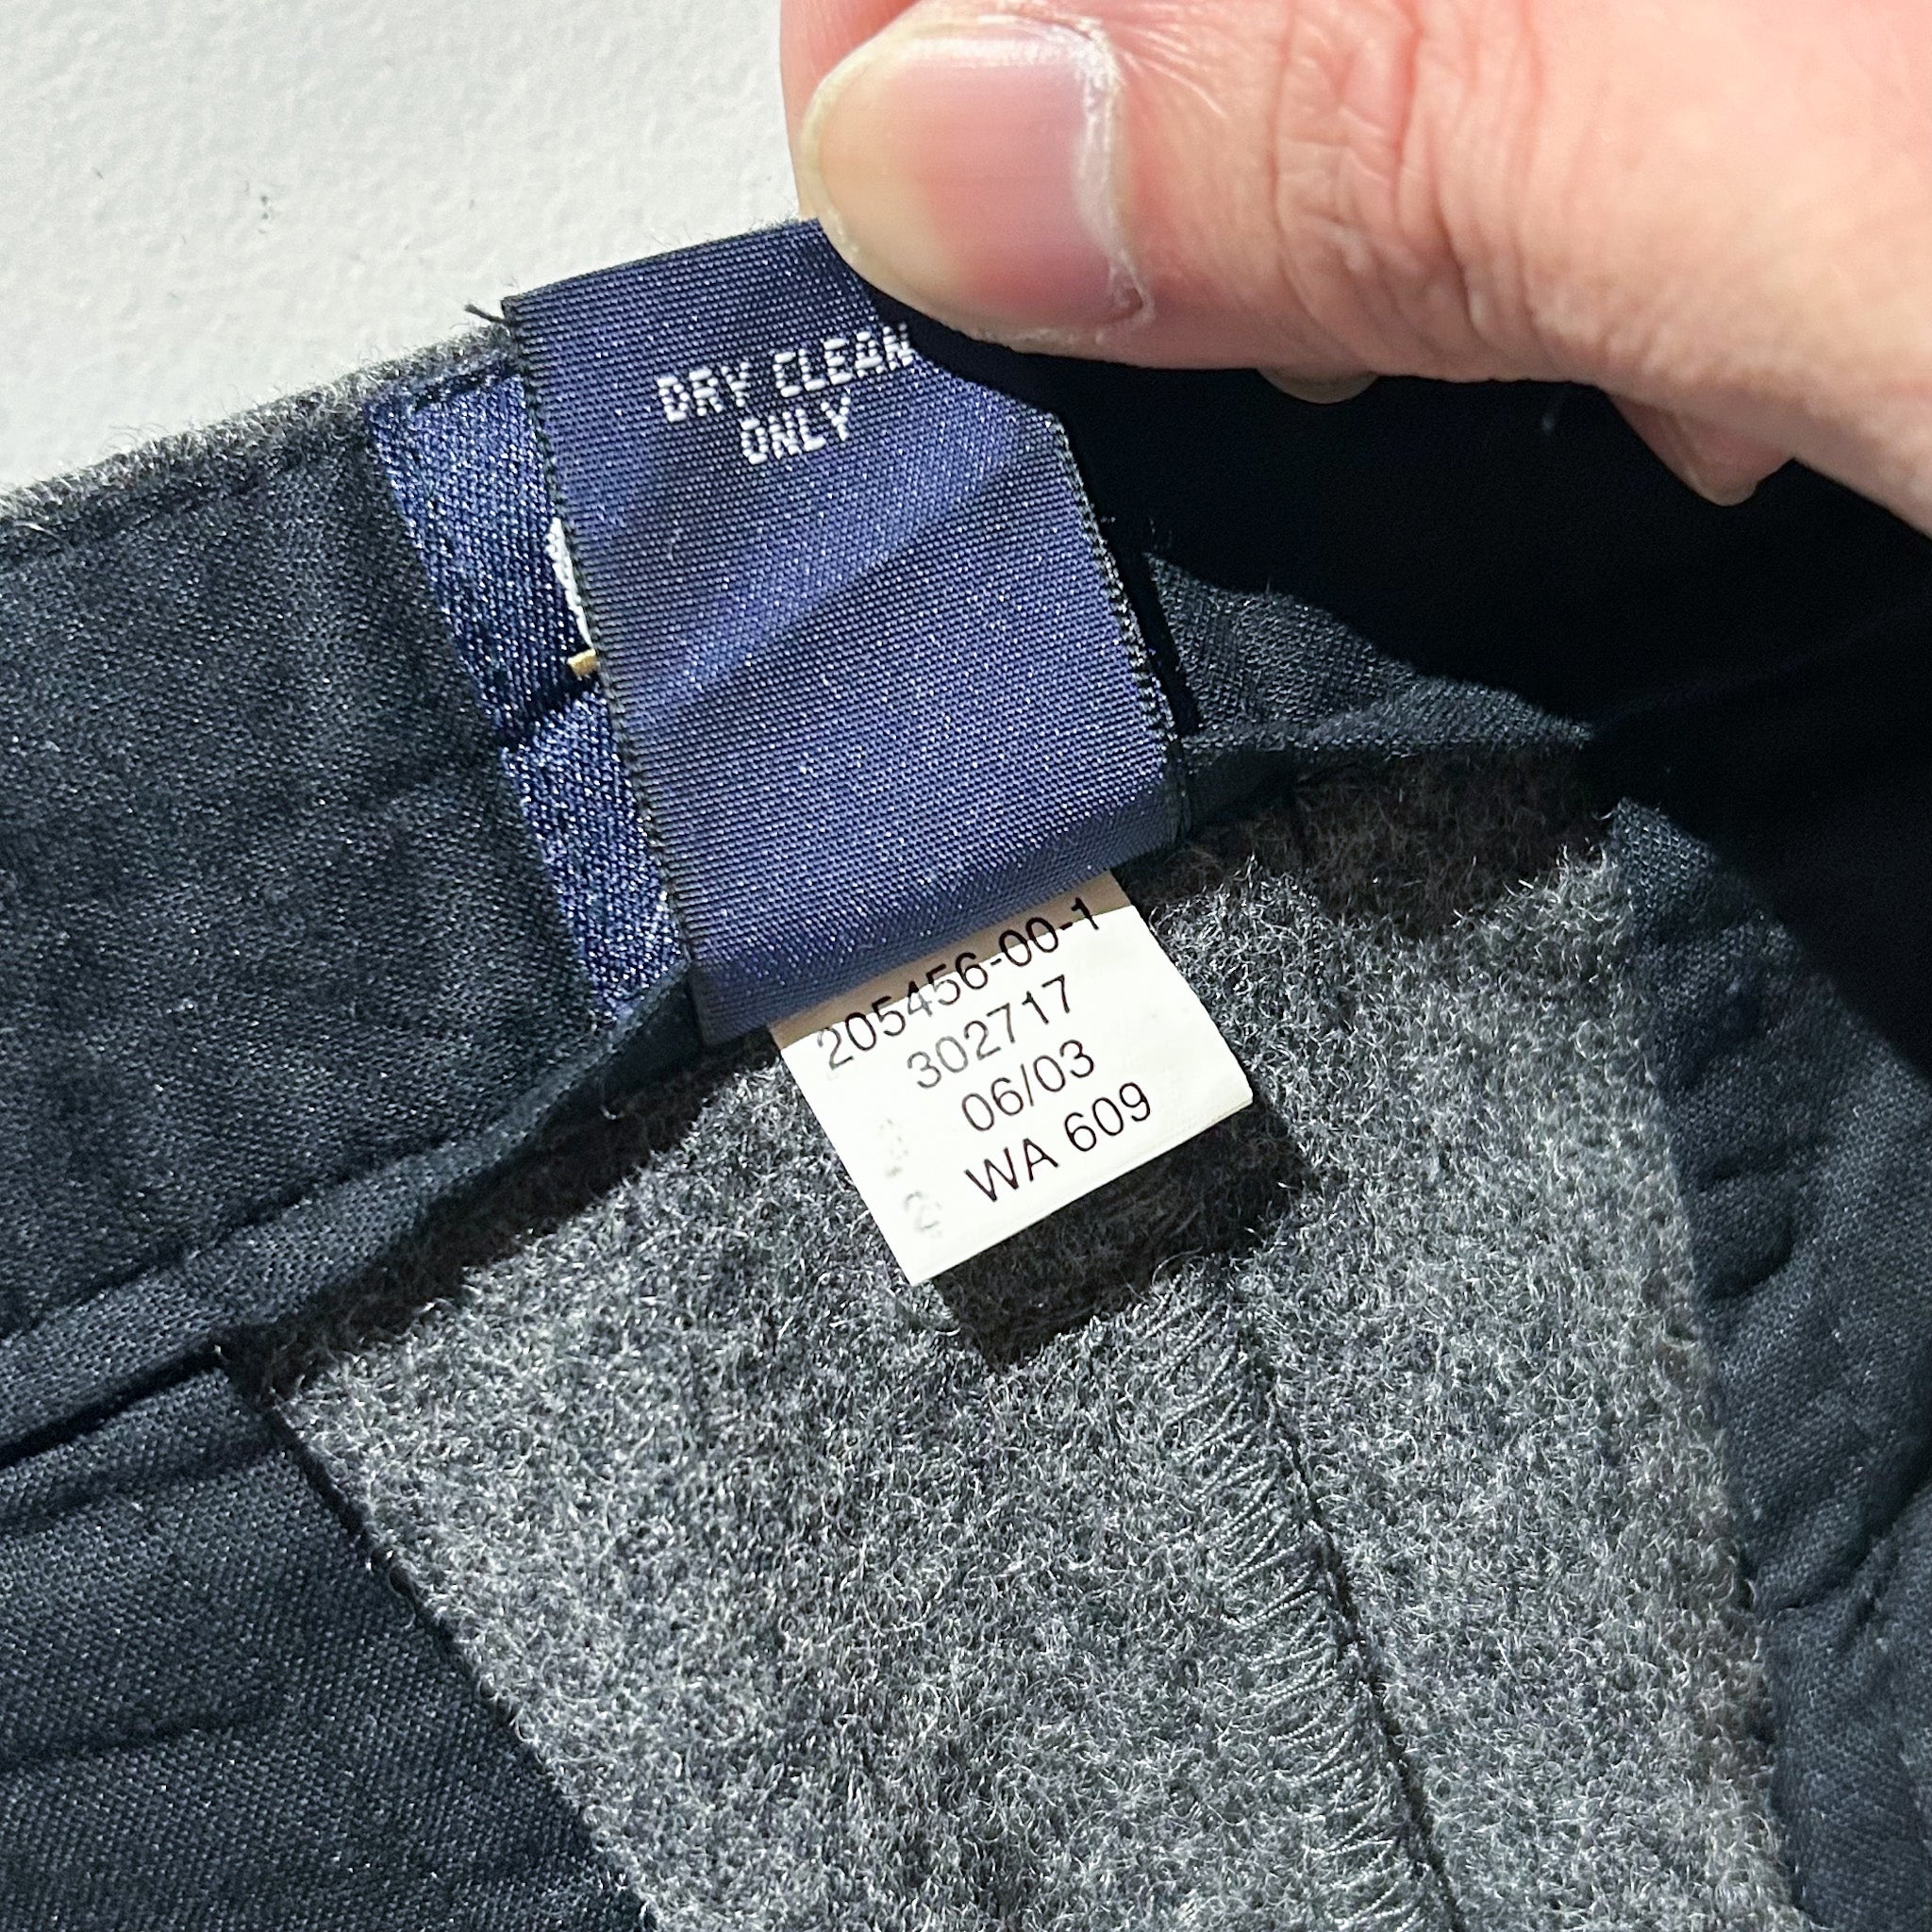 DRY CLEAN
ONLY
205456-00-1
302717
06/03
WA 609